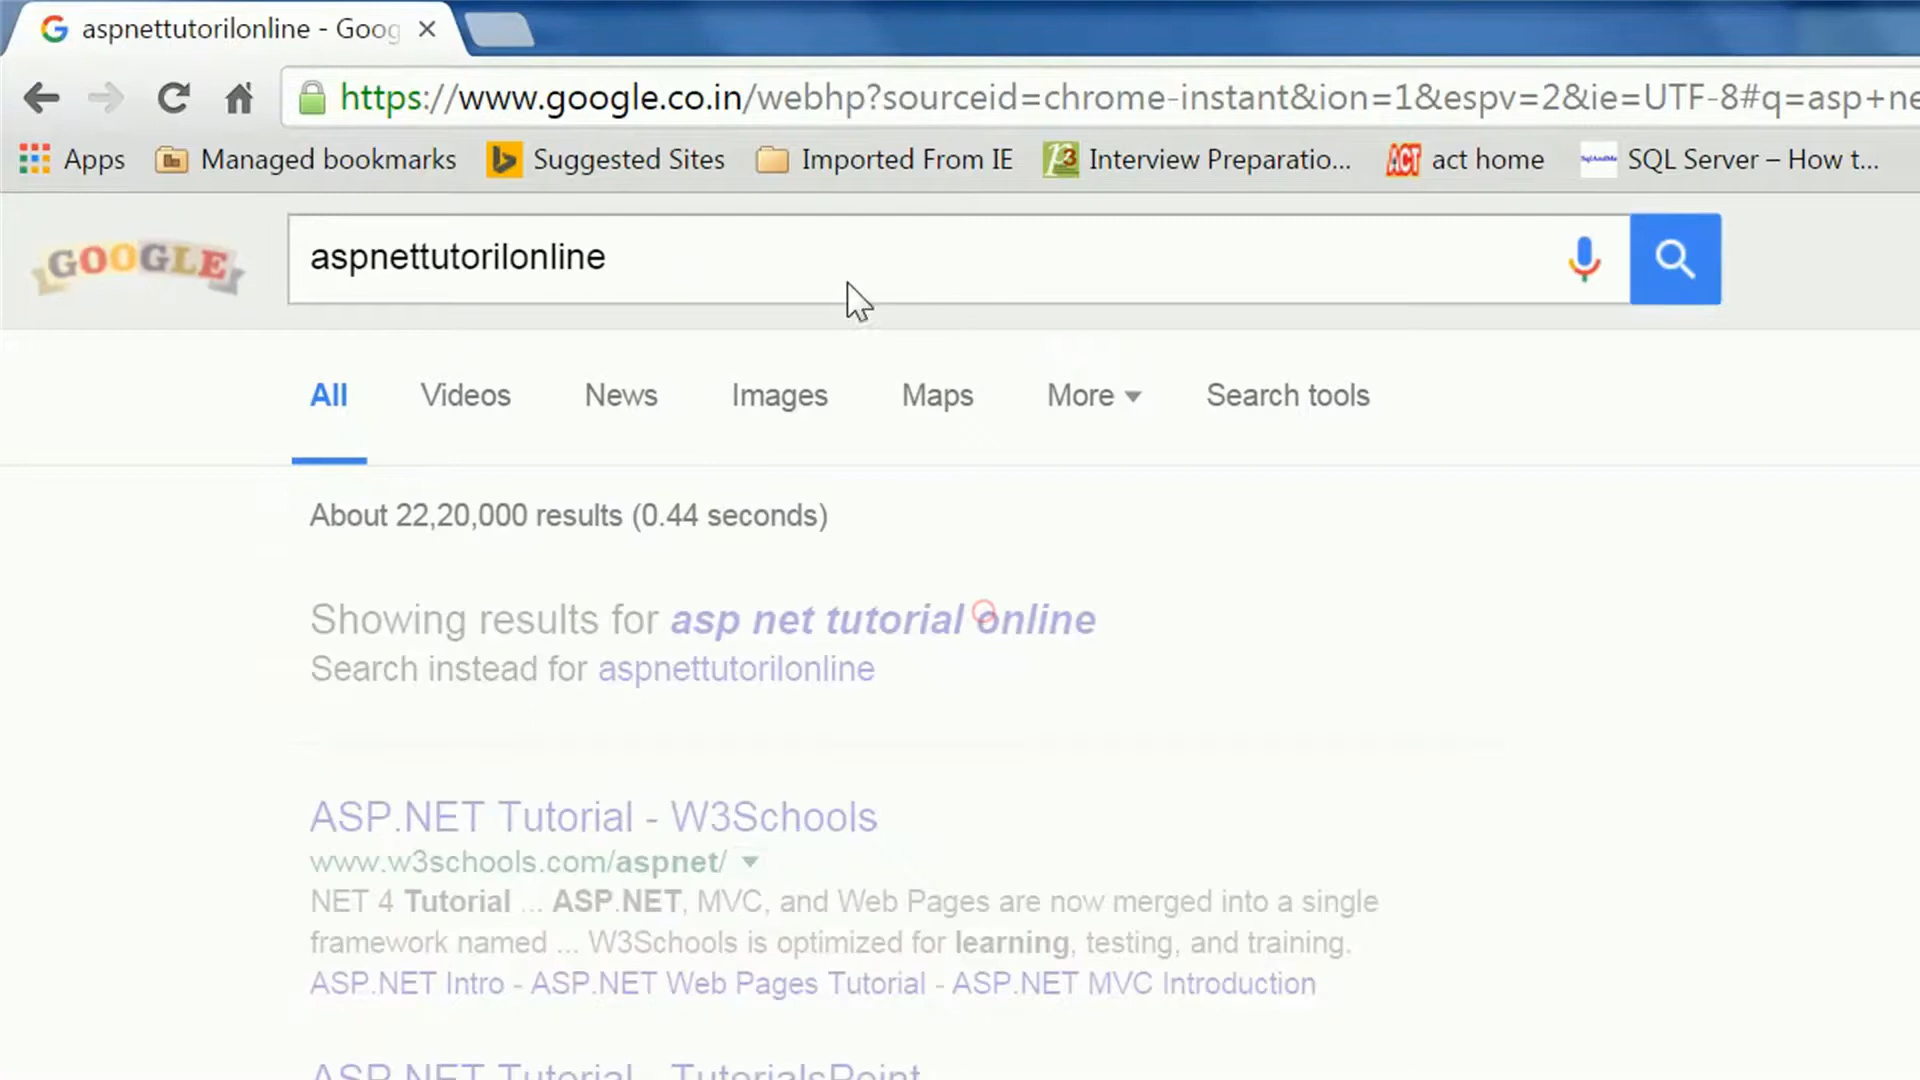 aspnettutorilonline - Goog
https://www.google.co.in/webhp?sourceid=chrome-instant&ion=1&espv=2&ie=UTF-8#q=asp+ne
Apps Managed bookmarks Suggested Sites Imported From IE Interview Preparatio... act home SQL Server – How t...
GOOGLE aspnettutorilonline
All Videos News Images Maps More Search tools
About 22,20,000 results (0.44 seconds)
Showing results for asp net tutorial online
Search instead for aspnettutorilonline
ASP.NET Tutorial - W3Schools
www.w3schools.com/aspnet/
NET 4 Tutorial ... ASP.NET, MVC, and Web Pages are now merged into a single
framework named ... W3Schools is optimized for learning, testing, and training.
ASP.NET Intro - ASP.NET Web Pages Tutorial - ASP.NET MVC Introduction
ASP.NET Tutorial - TutorialsPoint